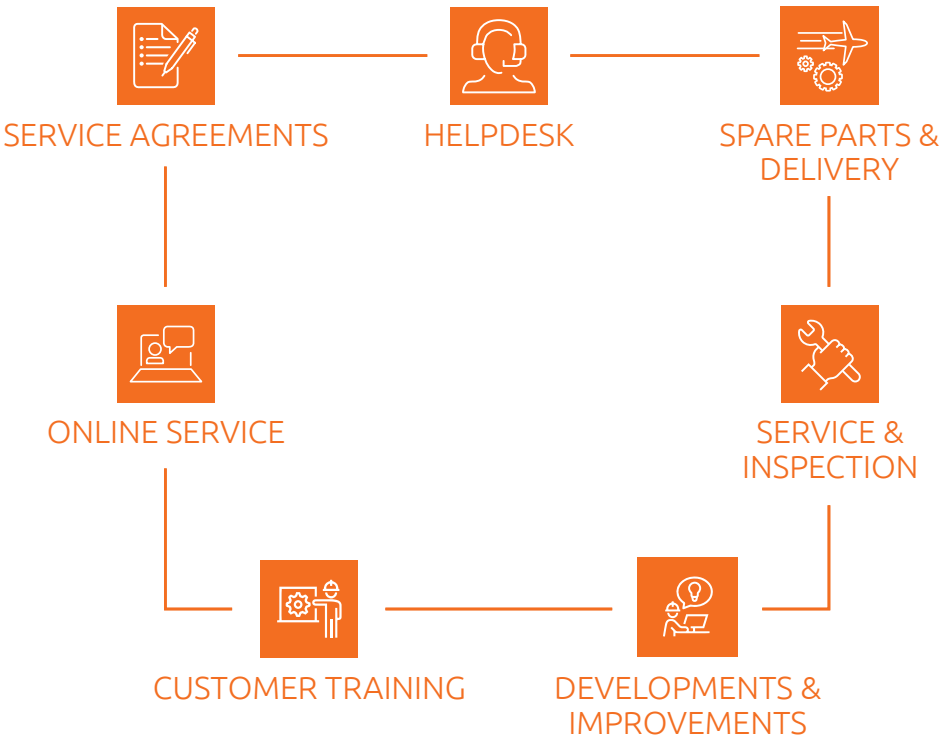 SERVICE AGREEMENTS
HELPDESK
SPARE PARTS &
DELIVERY
ONLINE SERVICE
SERVICE &
INSPECTION
CUSTOMER TRAINING
DEVELOPMENTS &
IMPROVEMENTS